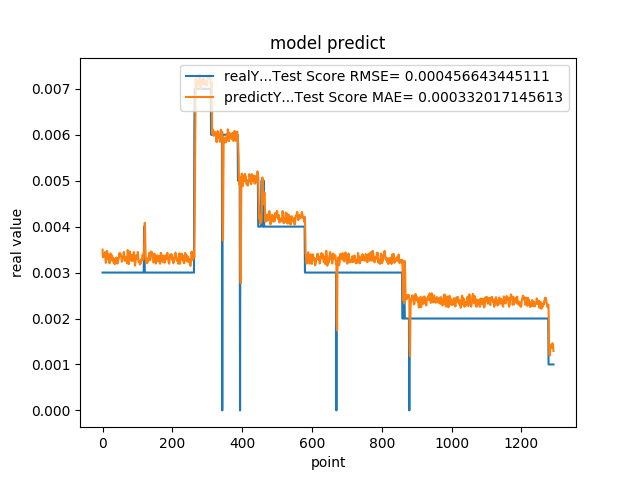 model predict
realY...Test Score RMSE= 0.000456643445111
predictY...Test Score MAE= 0.000332017145613
0.007
0.006
0.005
0.004
0.003
0.002
0.001
0.000
real value
0 200 400 600 800 1000 1200
point